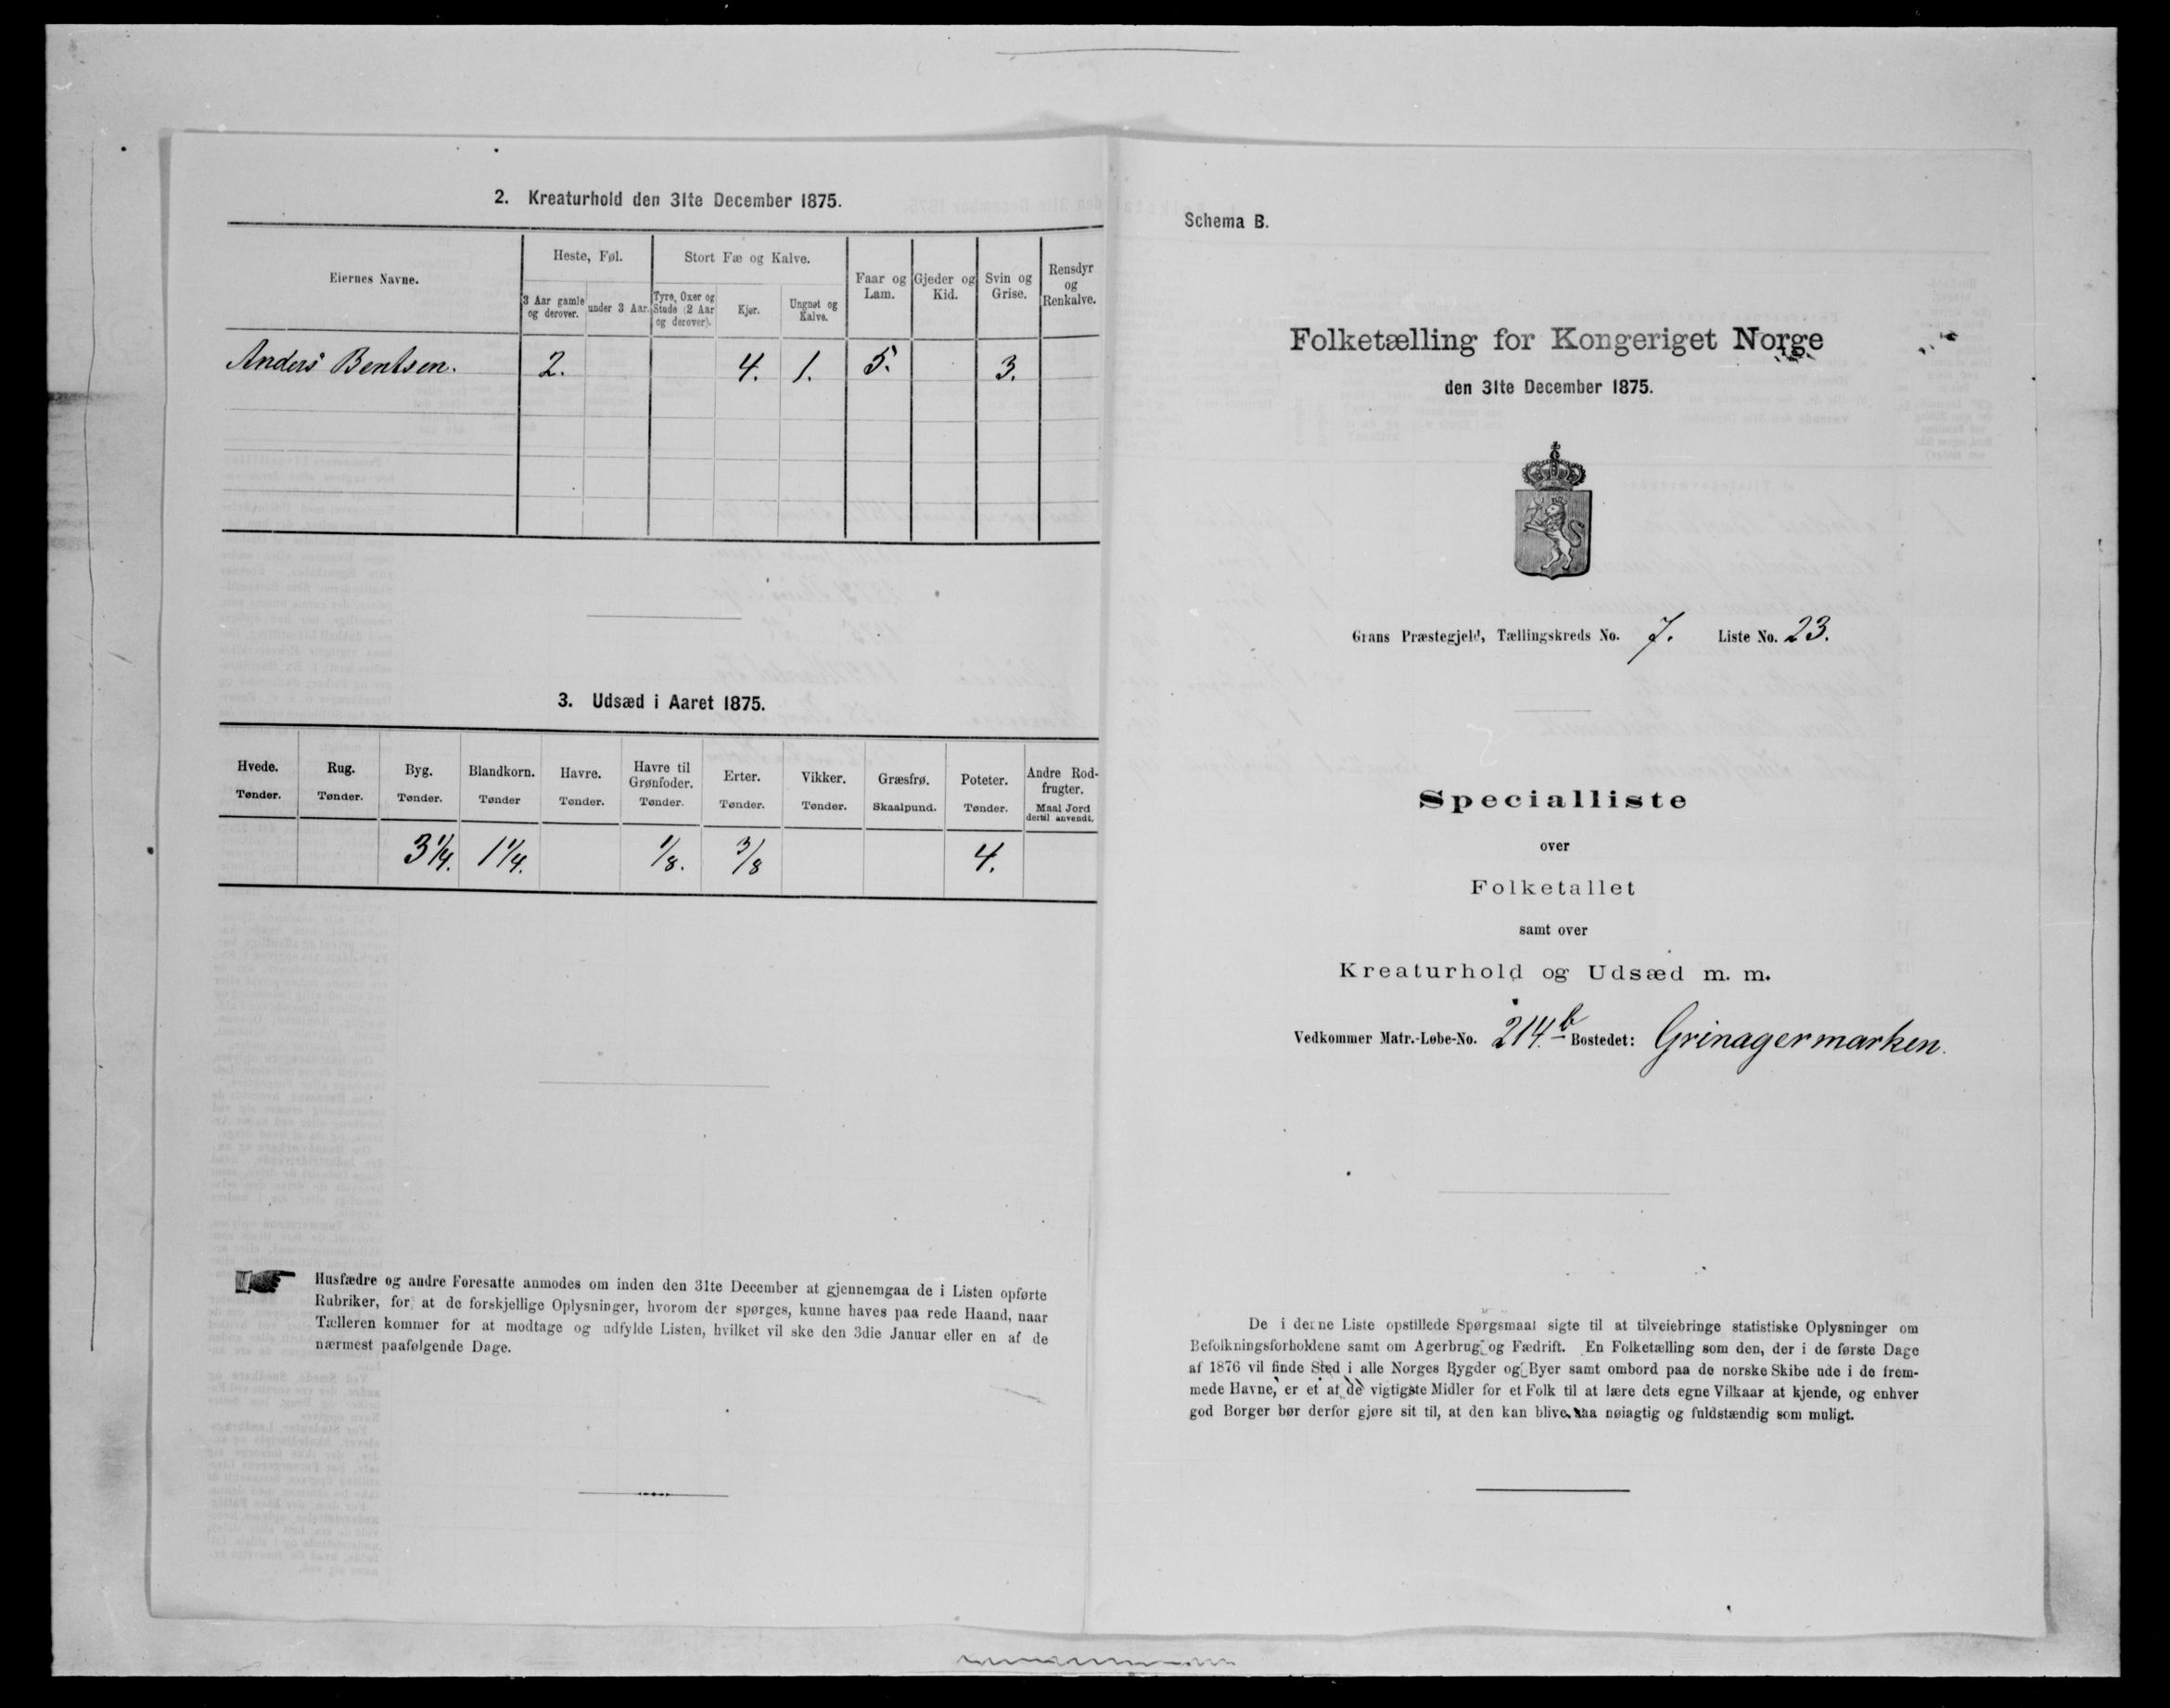 2. Kreaturhold den 31te December 1875.
Eiernes Navne.
Heste, Føl.
3 Aar gamle og derover.
under 3 Aar.
Stort Fæ og Kalve.
Tyre, Oxer og Stude (2 Aar og derover).
Kjør.
Ungnøt og Kalve.
Faar og Lam.
Gjeder og Kid.
Svin og Grise.
Rensdyr og Renkalve.
Anders Bentsen. 2. 4. 1. 5. 3.
3. Udsæd i Aaret 1875.
Hvede. Rug. Byg. Blandkorn. Havre. Havre til Grønfoder. Erter. Vikker. Græsfrø. Poteter. Andre Rodfrugter.
Tønder. Tønder. Tønder. Tønder Tønder. Tønder. Tønder. Tønder. Skaalpund. Tønder. Maal Jord dertil anvendt.
3 1/4. 1 1/4. 1/8. 3/8 4.
Husfædre og andre Foresatte anmodes om inden den 31te December at gjennemgaa de i Listen opførte
Rubriker, for at de forskjellige Oplysninger, hvorom der spørges, kunne haves paa rede Haand, naar
Tælleren kommer for at modtage og udfylde Listen, hvilket vil ske den 3die Januar eller en af de
nærmest paafølgende Dage.
Schema B.
Folketælling for Kongeriget Norge
den 31te December 1875.
Grans Præstegjeld, Tællingskreds No. 7. Liste No. 23.
Specialliste
over
Folketallet
samt over
Kreaturhold og Udsæd m. m.
Vedkommer Matr.-Løbe-No. 214.b Bostedet: Grinagermarken.
De i denne Liste opstillede Spørgsmaal sigte til at tilveiebringe statistiske Oplysninger om
Befolkningsforholdene samt om Agerbrug og Fædrift. En Folketælling som den, der i de første Dage
af 1876 vil finde Sted i alle Norges Bygder og Byer samt ombord paa de norske Skibe ude i de frem-
mede Havne, er et af de vigtigste Midler for et Folk til at lære dets egne Vilkaar at kjende, og enhver
god Borger bør derfor gjøre sit til, at den kan blive saa nøiagtig og fuldstændig som muligt.